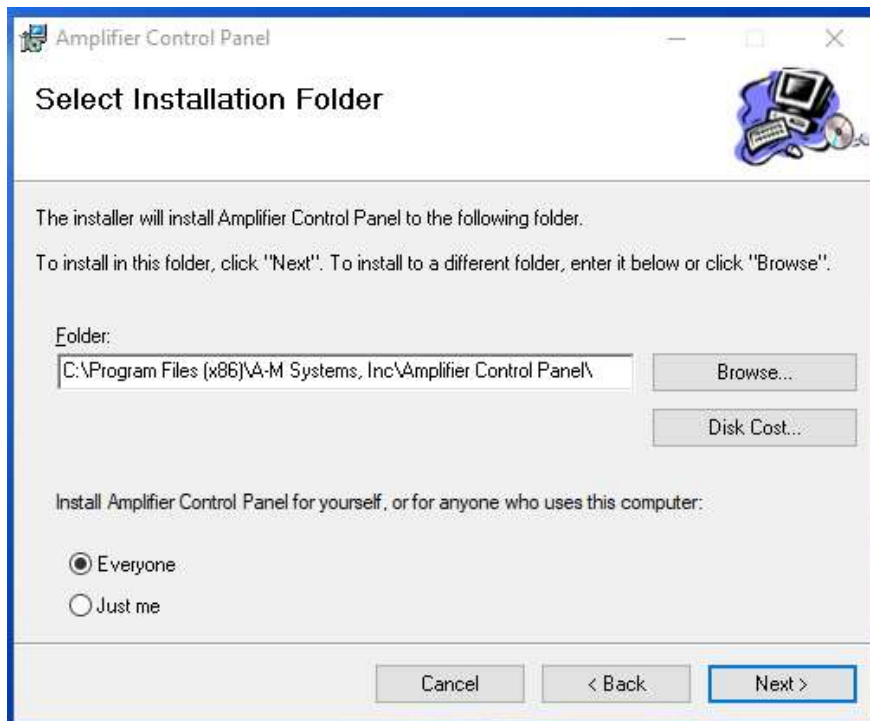 Amplifier Control Panel
Select Installation Folder
The installer will install Amplifier Control Panel to the following folder.
To install in this folder, click "Next". To install to a different folder, enter it below or click "Browse".
Folder:
C:\Program Files (x86)\A-M Systems, Inc\Amplifier Control Panel\
Browse...
Disk Cost...
Install Amplifier Control Panel for yourself, or for anyone who uses this computer:
Everyone
Just me
Cancel
< Back
Next >